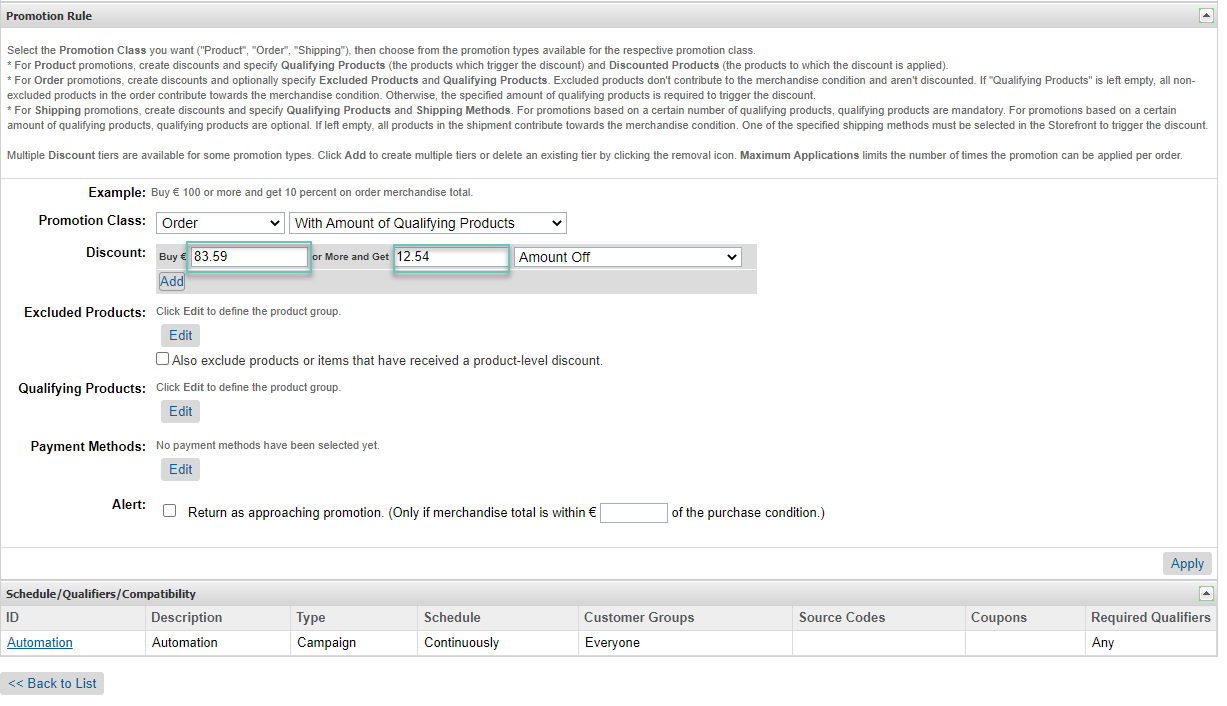 Promotion Rule
Select the Promotion Class you want ("Product", "Order", "Shipping"), then choose from the promotion types available for the respective promotion class.
* For Product promotions, create discounts and specify Qualifying Products (the products which trigger the discount) and Discounted Products (the products to which the discount is applied).
* For Order promotions, create discounts and optionally specify Excluded Products and Qualifying Products. Excluded products don't contribute to the merchandise condition and aren't discounted. If "Qualifying Products" is left empty, all non-
excluded products in the order contribute towards the merchandise condition. Otherwise, the specified amount of qualifying products is required to trigger the discount.
* For Shipping promotions, create discounts and specify Qualifying Products and Shipping Methods. For promotions based on a certain number of qualifying products, qualifying products are mandatory. For promotions based on a certain
amount of qualifying products, qualifying products are optional. If left empty, all products in the shipment contribute towards the merchandise condition. One of the specified shipping methods must be selected in the Storefront to trigger the discount.
Multiple Discount tiers are available for some promotion types. Click Add to create multiple tiers or delete an existing tier by clicking the removal icon. Maximum Applications limits the number of times the promotion can be applied per order.
Example: Buy € 100 or more and get 10 percent on order merchandise total.
Promotion Class: Order With Amount of Qualifying Products
Discount: Buy € 83.59 or More and Get 12.54 Amount Off
Add
Excluded Products: Click Edit to define the product group.
Edit
Also exclude products or items that have received a product-level discount.
Qualifying Products: Click Edit to define the product group.
Edit
Payment Methods: No payment methods have been selected yet.
Edit
Alert: Return as approaching promotion. (Only if merchandise total is within € of the purchase condition.)
Apply
Schedule/Qualifiers/Compatibility
ID Description Type Schedule Customer Groups Source Codes Coupons Required Qualifiers
Automation Automation Campaign Continuously Everyone Any
<< Back to List